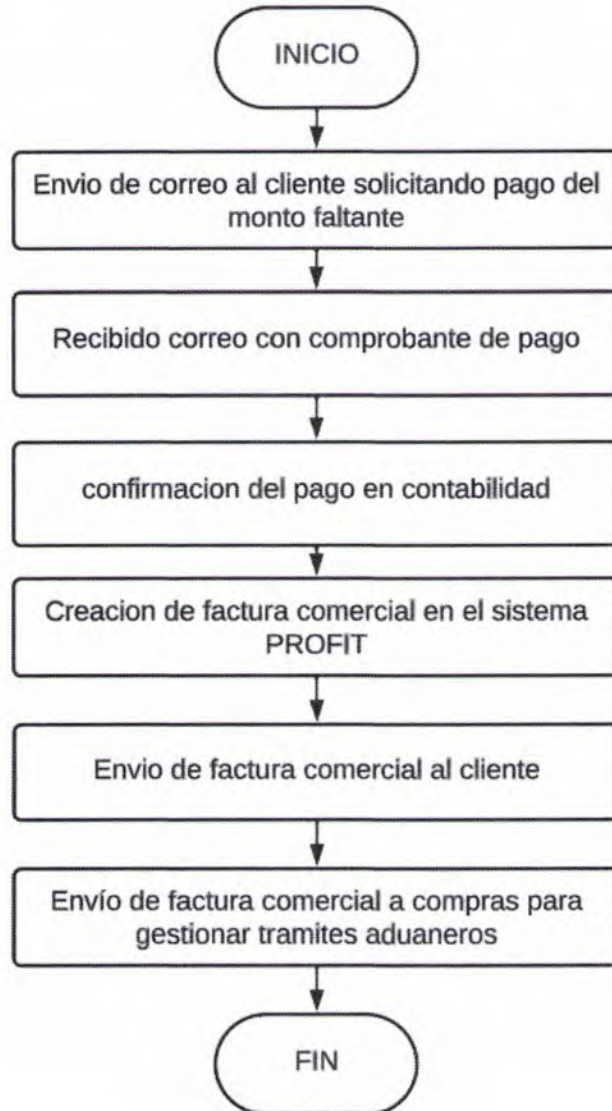 INICIO
Envio de correo al cliente solicitando pago del
monto faltante
Recibido correo con comprobante de pago
confirmacion del pago en contabilidad
Creacion de factura comercial en el sistema
PROFIT
Envio de factura comercial al cliente
Envío de factura comercial a compras para
gestionar tramites aduaneros
FIN